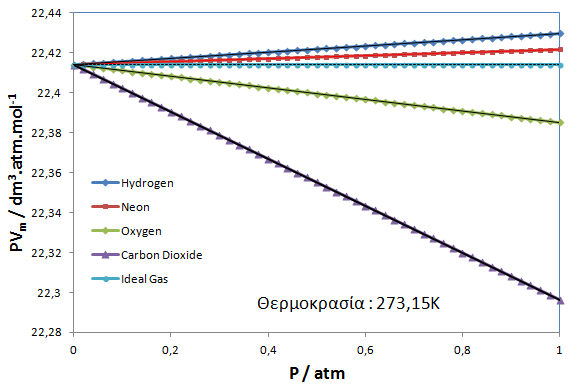 22,44
22,42
22,4
22,38
22,36
22,34
22,32
22,3
22,28
PVm / dm³.atm.mol⁻¹
Hydrogen
Neon
Oxygen
Carbon Dioxide
Ideal Gas
Θερμοκρασία : 273,15K
0
0,2
0,4
0,6
0,8
1
P / atm